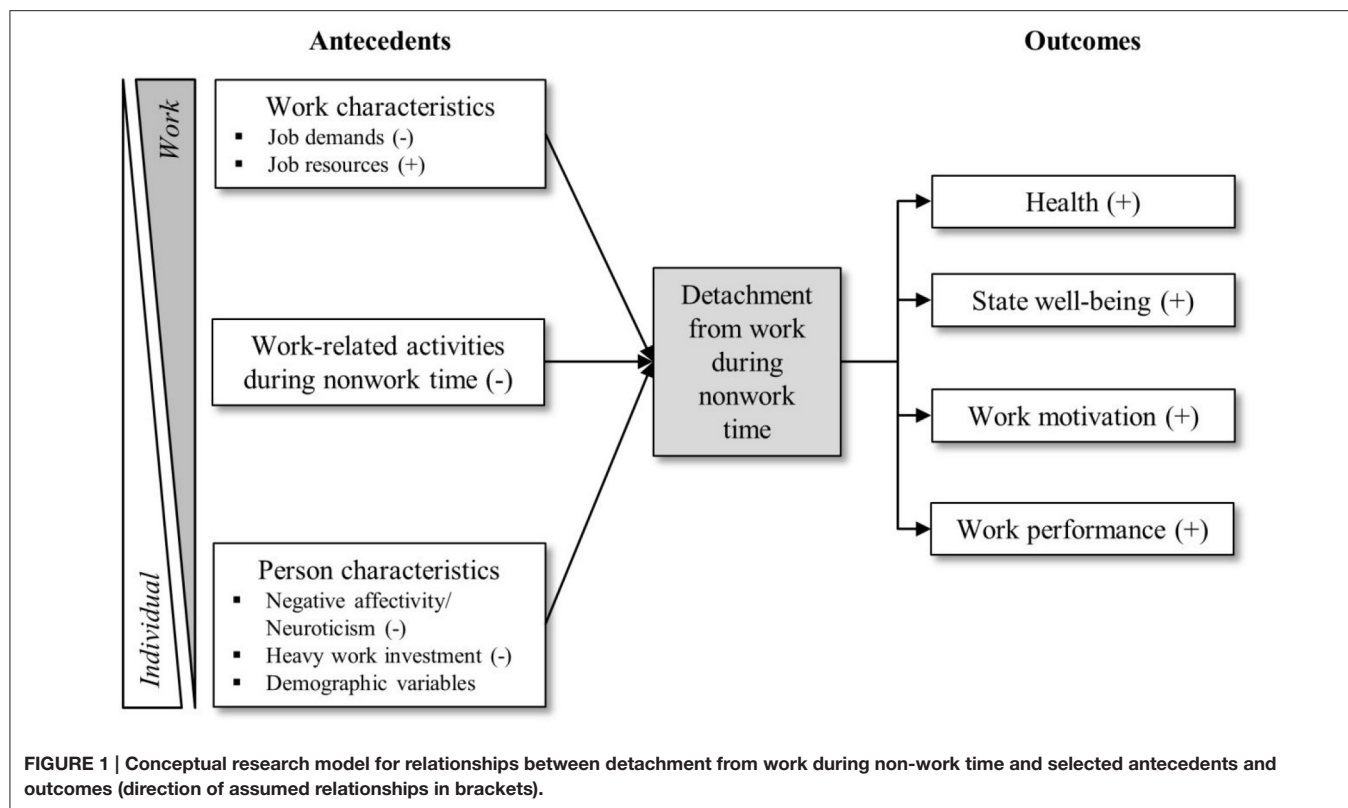 Antecedents
Outcomes
Work
Individual
Work characteristics
▪ Job demands (-)
▪ Job resources (+)
Work-related activities
during nonwork time (-)
Person characteristics
▪ Negative affectivity/
Neuroticism (-)
▪ Heavy work investment (-)
▪ Demographic variables
Detachment
from work
during
nonwork
time
Health (+)
State well-being (+)
Work motivation (+)
Work performance (+)
FIGURE 1 | Conceptual research model for relationships between detachment from work during non-work time and selected antecedents and
outcomes (direction of assumed relationships in brackets).